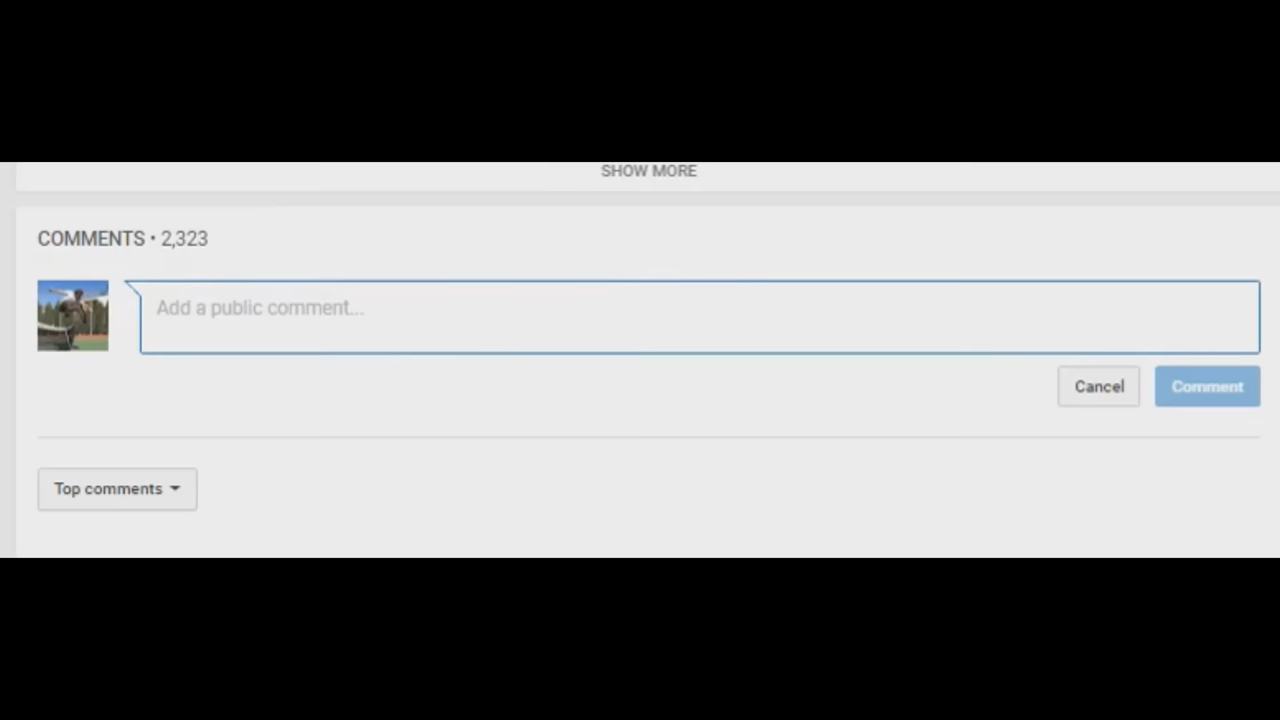 SHOW MORE
COMMENTS • 2,323
Add a public comment...
Cancel
Comment
Top comments